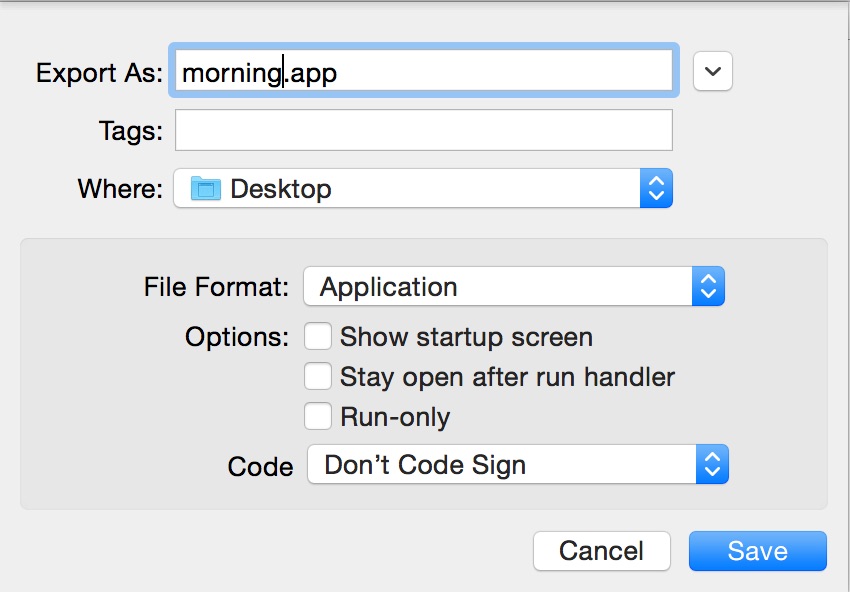 Export As: morning.app
Tags:
Where: Desktop
File Format: Application
Options: Show startup screen
Stay open after run handler
Run-only
Code Don’t Code Sign
Cancel Save